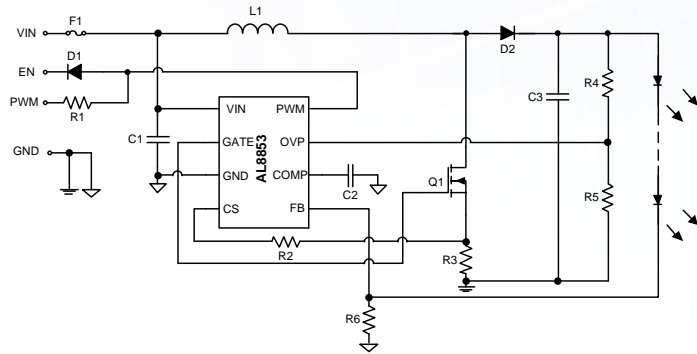 VIN
F1
L1
D2
EN
D1
PWM
R1
GND
C1
VIN
PWM
GATE
OVP
GND
COMP
CS
FB
AL8853
C2
R2
Q1
R3
C3
R4
R5
R6